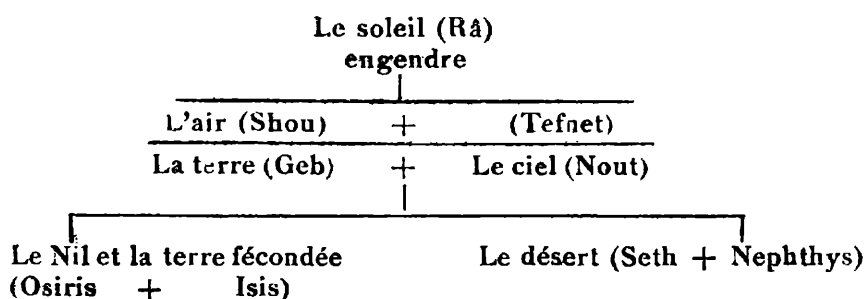 Le soleil (Râ)
engendre
L'air (Shou) + (Tefnet)
La terre (Geb) + Le ciel (Nout)
Le Nil et la terre fécondée Le désert (Seth + Nephthys)
(Osiris + Isis)